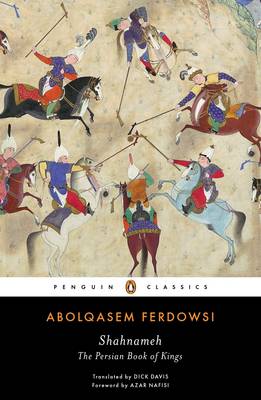 PENGUIN CLASSICS
ABOLQASEM FERDOWSI
Shahnameh
The Persian Book of Kings
Translated by DICK DAVIS
Foreword by AZAR NAFISI